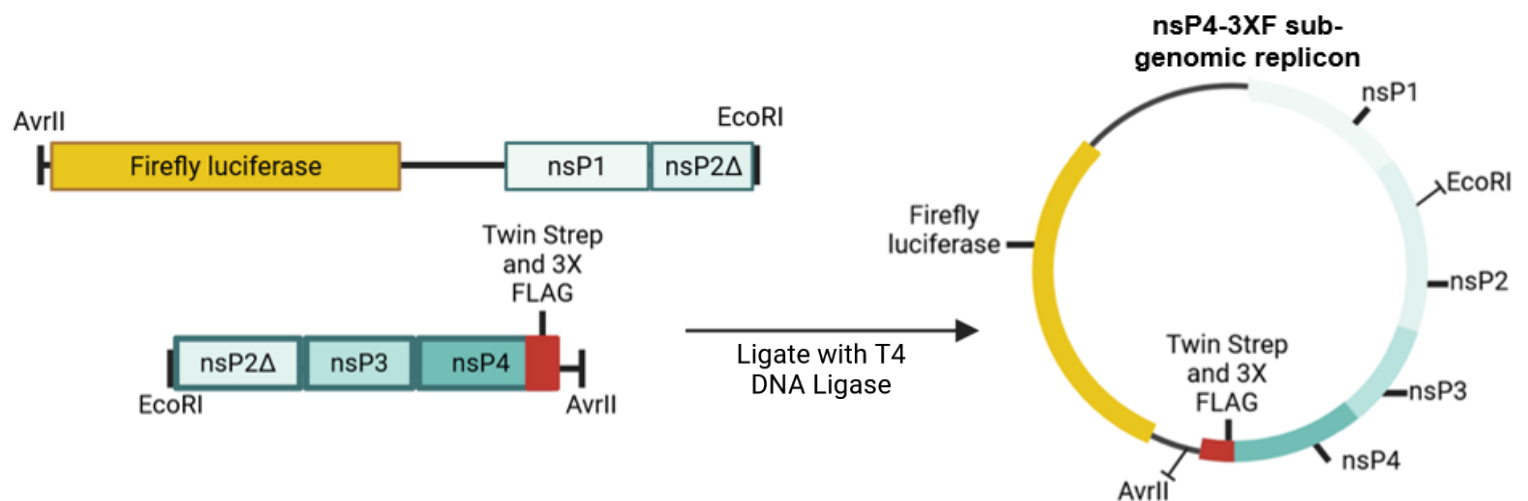 AvrII
Firefly luciferase
nsP1
nsP2Δ
EcoRI
Twin Strep
and 3X
FLAG
nsP2Δ
nsP3
nsP4
EcoRI
AvrII
Ligate with T4
DNA Ligase
nsP4-3XF sub-
genomic replicon
nsP1
EcoRI
nsP2
nsP3
nsP4
Twin Strep
and 3X
FLAG
AvrII
Firefly
luciferase